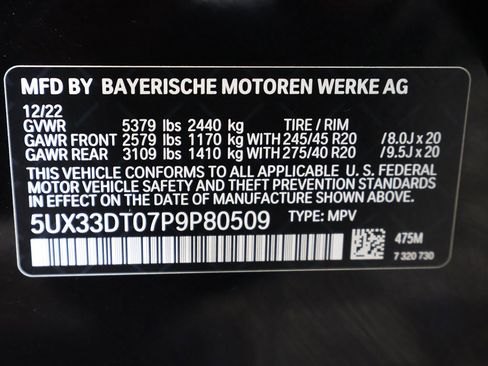 MFD BY BAYERISCHE MOTOREN WERKE AG
12/22
GVWR 5379 lbs 2440 kg TIRE / RIM
GAWR FRONT 2579 lbs 1170 kg WITH 245/45 R20 /8.0J x 20
GAWR REAR 3109 lbs 1410 kg WITH 275/40 R20 /9.5J x 20
THIS VEHICLE CONFORMS TO ALL APPLICABLE U. S. FEDERAL
MOTOR VEHICLE SAFETY AND THEFT PREVENTION STANDARDS
IN EFFECT ON THE DATE OF MANUFACTURE SHOWN ABOVE.
5UX33DT07P9P80509 TYPE: MPV
475M
7 320 730